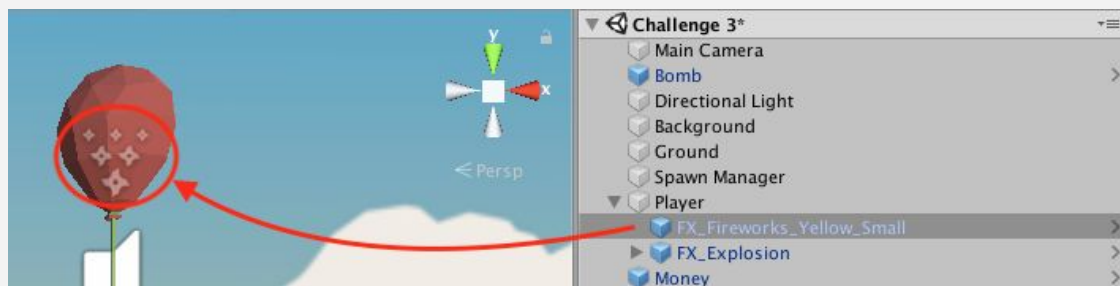 y
x
Persp
Challenge 3*
Main Camera
Bomb
Directional Light
Background
Ground
Spawn Manager
Player
FX_Fireworks_Yellow_Small
FX_Explosion
Money